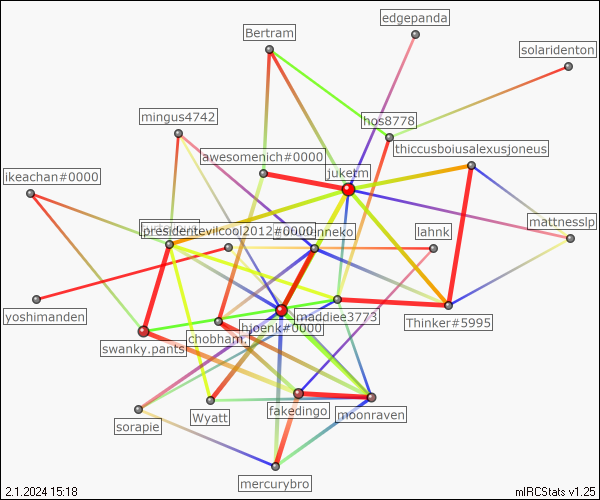 edgepanda
Bertram
solaridenton
mingus4742
hos8778
thiccusboiusalexusjoneus
awesomenich#0000
ikeachan#0000
juketm
mattnesslp
presidentevilcool2012#0000
nneko
lahnk
yoshimanden
maddiee3773
Thinker#5995
hjoenk#0000
chobham.
swanky.pants
sorapie
Wyatt
fakedingo
moonraven
mercurybro
2.1.2024 15:18
mIRCStats v1.25